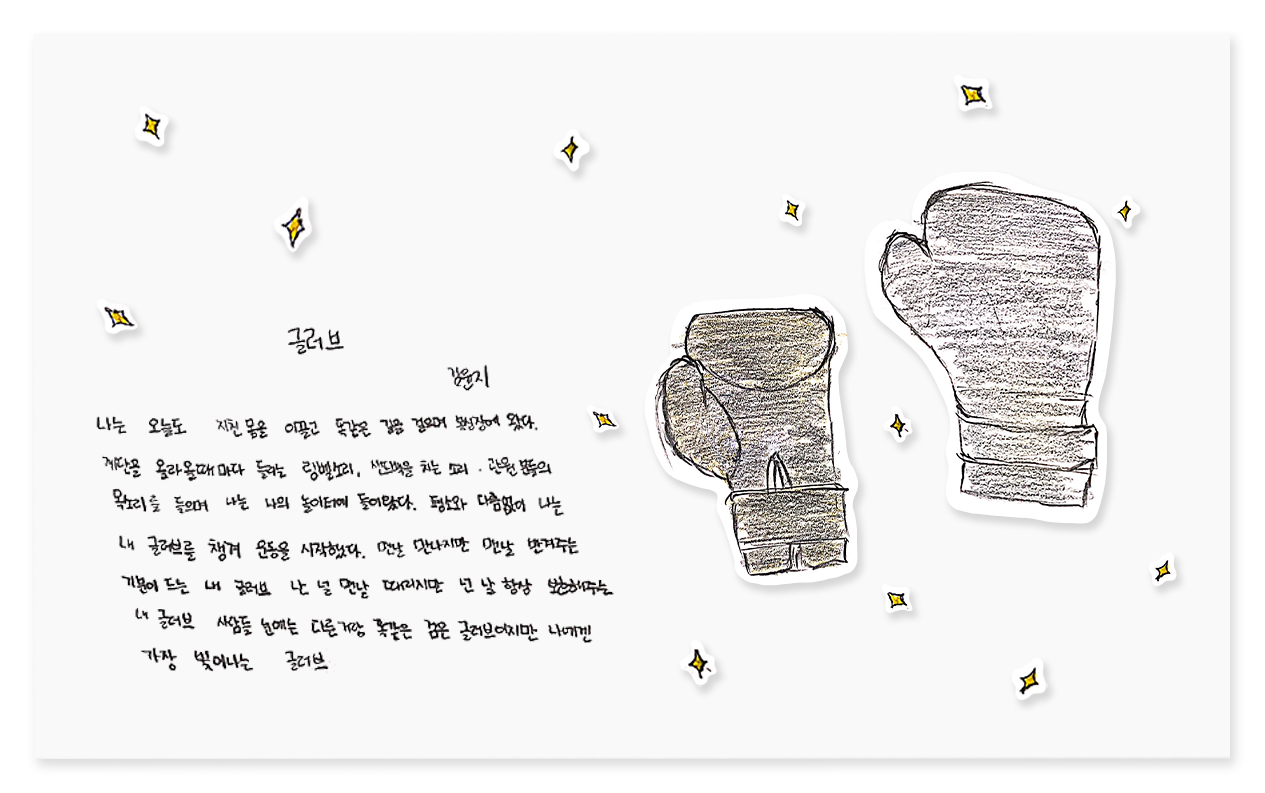 글러브
김윤지
나는 오늘도 지친 몸을 이끌고 똑같은 길을 걸으며 복싱장에 왔다.
계단을 올라올때마다 들리는 링벨소리, 샌드백을 치는 소리 . 관원분들의
목소리를 들으며 나는 나의 놀이터에 돌아왔다. 평소와 다름없이 나는
내 글러브를 챙겨 운동을 시작했다. 맨날 만나지만 맨날 반겨주는
기분이 드는 내 글러브 난 널 맨날 때리지만 넌 날 항상 보호해주는
내 글러브 사람들 눈에는 다른거랑 똑같은 검은 글러브이지만 나에겐
가장 빛이나는 글러브